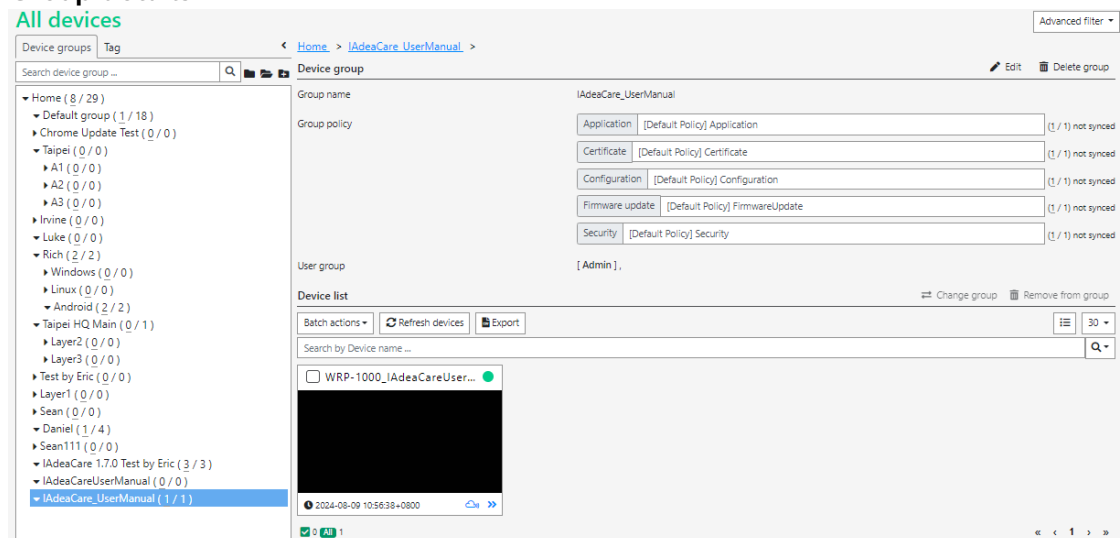 All devices
Advanced filter
Device groups Tag
Search device group ...
Home ( 8 / 29 )
Default group ( 1 / 18 )
Chrome Update Test ( 0 / 0 )
Taipei ( 0 / 0 )
A1 ( 0 / 0 )
A2 ( 0 / 0 )
A3 ( 0 / 0 )
Irvine ( 0 / 0 )
Luke ( 0 / 0 )
Rich ( 2 / 2 )
Windows ( 0 / 0 )
Linux ( 0 / 0 )
Android ( 2 / 2 )
Taipei HQ Main ( 0 / 1 )
Layer2 ( 0 / 0 )
Layer3 ( 0 / 0 )
Test by Eric ( 0 / 0 )
Layer1 ( 0 / 0 )
Sean ( 0 / 0 )
Daniel ( 1 / 4 )
Sean111 ( 0 / 0 )
IAdeaCare 1.7.0 Test by Eric ( 3 / 3 )
IAdeaCareUserManual ( 0 / 0 )
IAdeaCare_UserManual ( 1 / 1 )
Home > IAdeaCare_UserManual >
Device group Edit Delete group
Group name IAdeaCare_UserManual
Group policy Application [Default Policy] Application (1 / 1) not synced
Certificate [Default Policy] Certificate (1 / 1) not synced
Configuration [Default Policy] Configuration (1 / 1) not synced
Firmware update [Default Policy] FirmwareUpdate (1 / 1) not synced
Security [Default Policy] Security (1 / 1) not synced
User group [ Admin ] ,
Device list Change group Remove from group
Batch actions Refresh devices Export 30
Search by Device name ...
WRP-1000_IAdeaCareUser...
2024-08-09 10:56:38+0800
0 All 1 « ‹ 1 › »